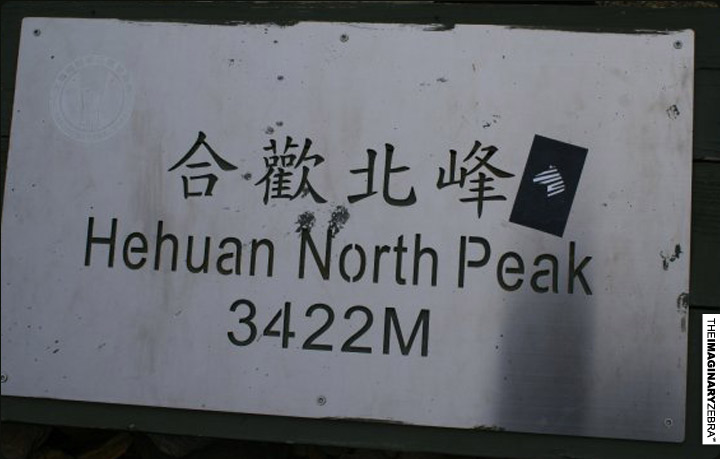 合歡北峰
Hehuan North Peak
3422M
THEIMAGINARYZEBRA